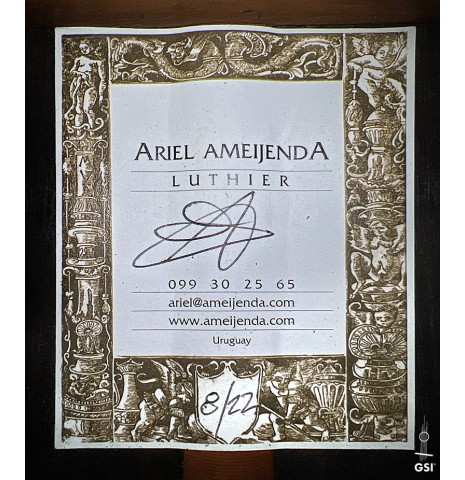 ARIEL AMEIJENDA
LUTHIER
099 30 25 65
ariel@ameijenda.com
www.ameijenda.com
Uruguay
8/22
GSI